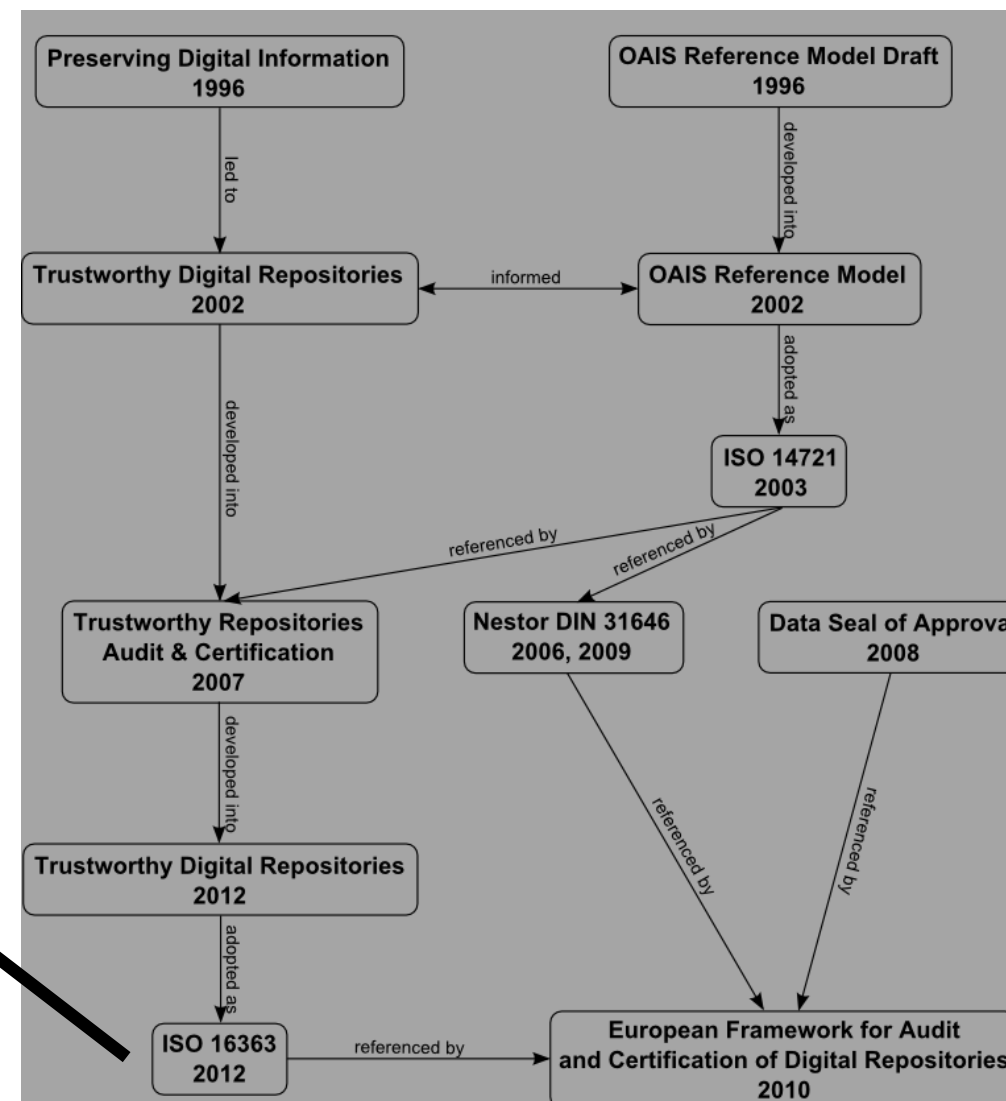 Preserving Digital Information
1996
OAIS Reference Model Draft
1996
led to
developed into
Trustworthy Digital Repositories
2002
informed
OAIS Reference Model
2002
adopted as
developed into
ISO 14721
2003
referenced by
referenced by
Trustworthy Repositories
Audit & Certification
2007
Nestor DIN 31646
2006, 2009
Data Seal of Approva
2008
developed into
referenced by
referenced by
Trustworthy Digital Repositories
2012
adopted as
ISO 16363
2012
referenced by
European Framework for Audit
and Certification of Digital Repositories
2010